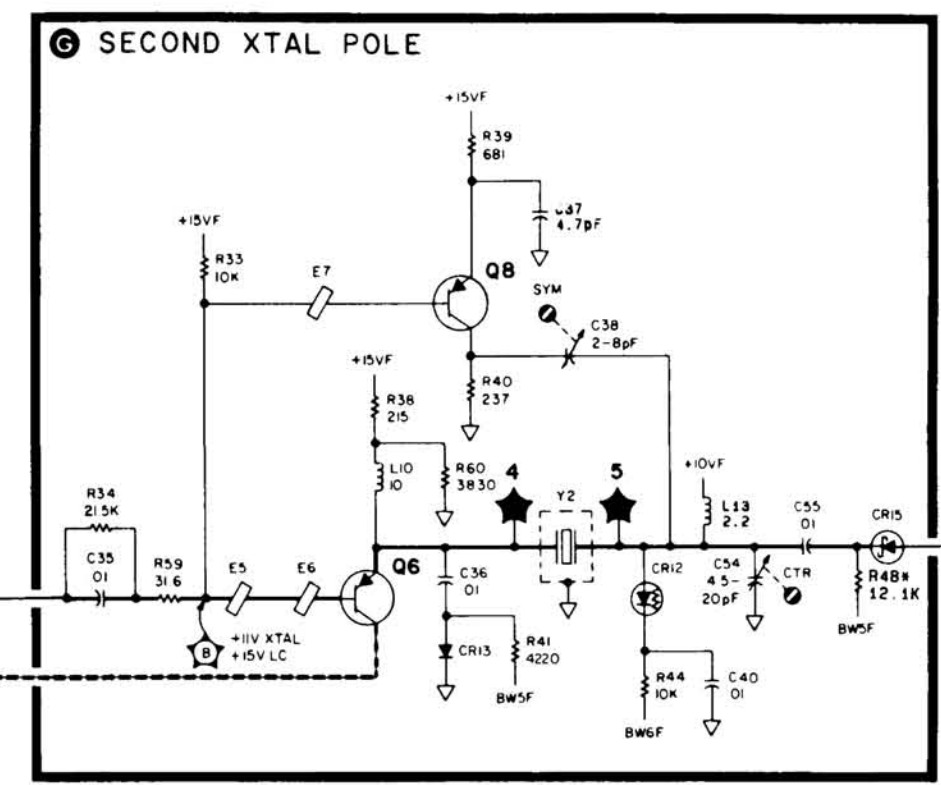 G SECOND XTAL POLE
+15VF
R39
681
C37
4.7pF
+15VF
R33
10K
E7
Q8
SYM
C38
2-8pF
+15VF
R38
215
R40
237
L10
10
R60
3830
4
5
+10VF
Y2
L13
2.2
C55
01
CR15
R34
21.5K
C35
01
R59
31 6
E5
E6
Q6
C36
01
CR12
C54
4 5-
20pF
CTR
R48*
12.1K
BW5F
B
+11V XTAL
+15V LC
CR13
R41
4220
BW5F
R44
10K
C40
01
BW6F